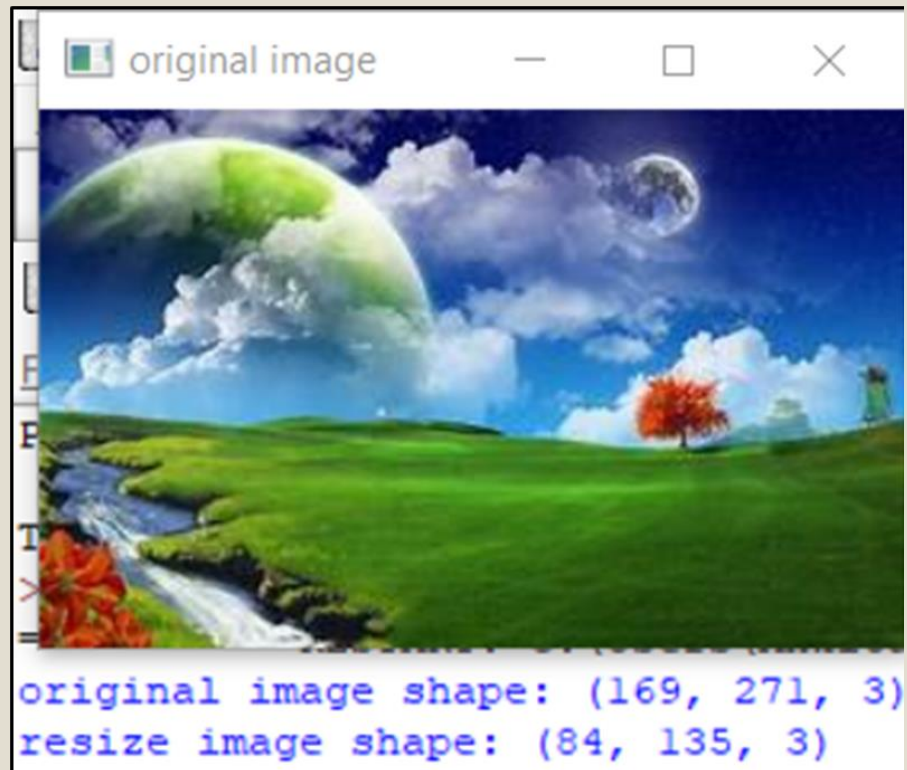 original image
original image shape: (169, 271, 3)
resize image shape: (84, 135, 3)